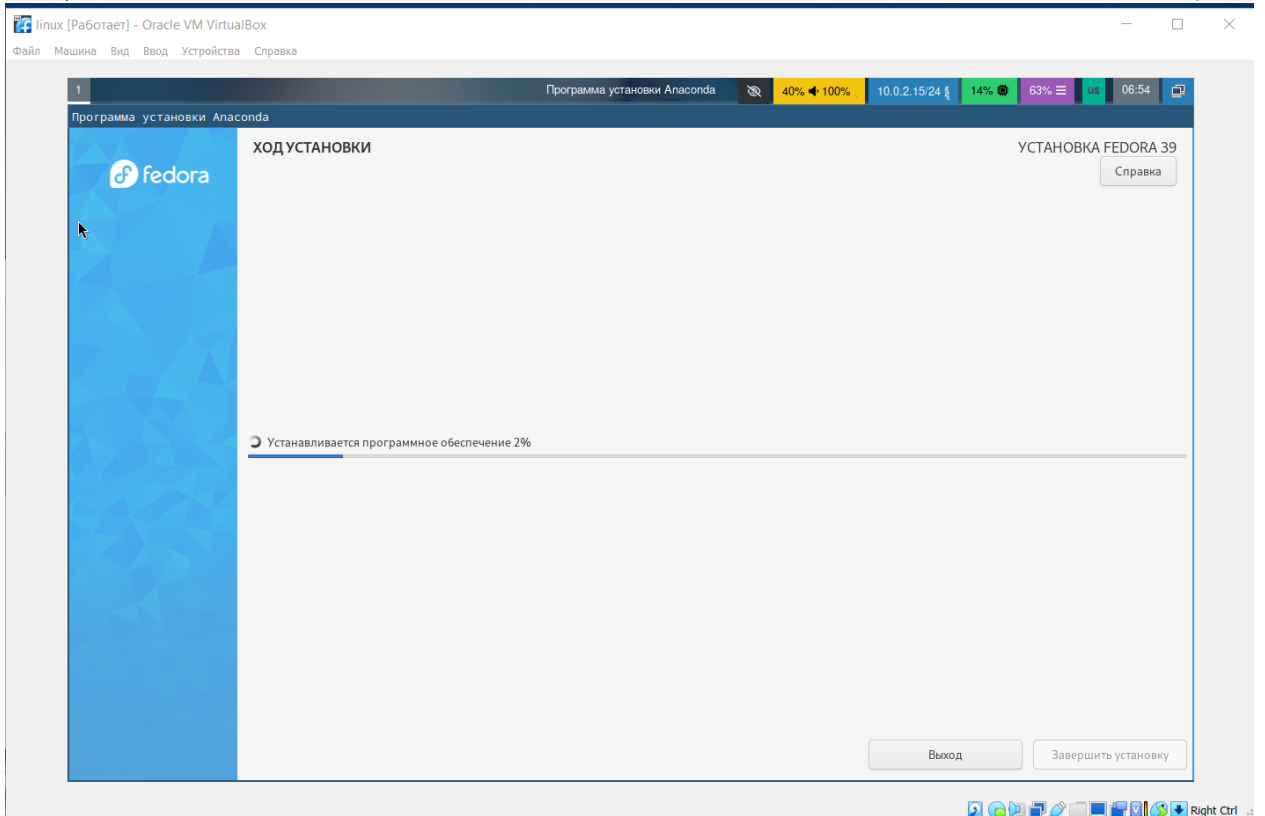 linux [Работает] - Oracle VM VirtualBox
Файл Машина Вид Ввод Устройства Справка
1 Программа установки Anaconda 40% 100% 10.0.2.15/24 14% 63% us 06:54
Программа установки Anaconda
fedora
ХОД УСТАНОВКИ
УСТАНОВКА FEDORA 39
Справка
Устанавливается программное обеспечение 2%
Выход Завершить установку
Right Ctrl